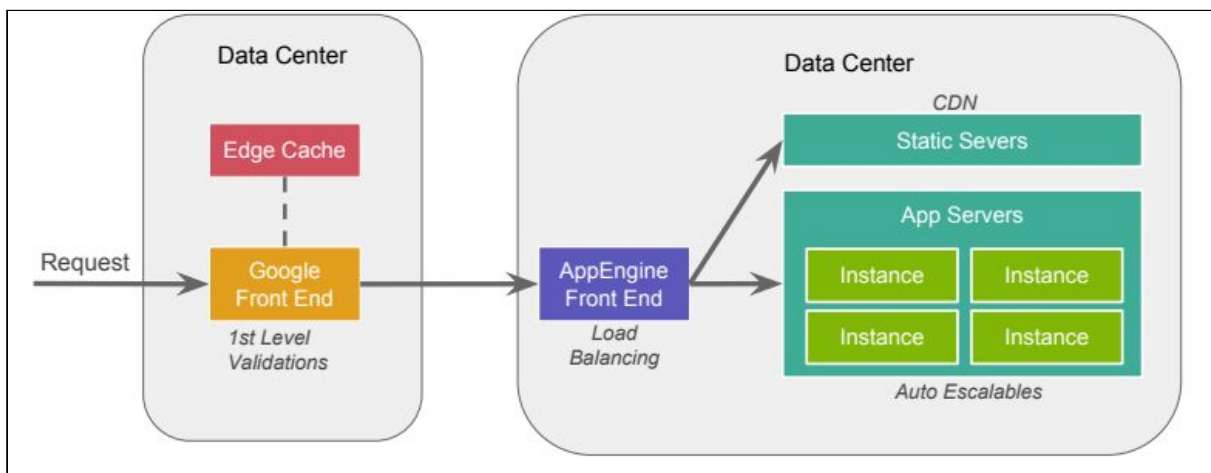 Data Center
Edge Cache
Request
Google
Front End
1st Level
Validations
Data Center
AppEngine
Front End
Load
Balancing
CDN
Static Severs
App Servers
Instance
Instance
Instance
Instance
Auto Escalables